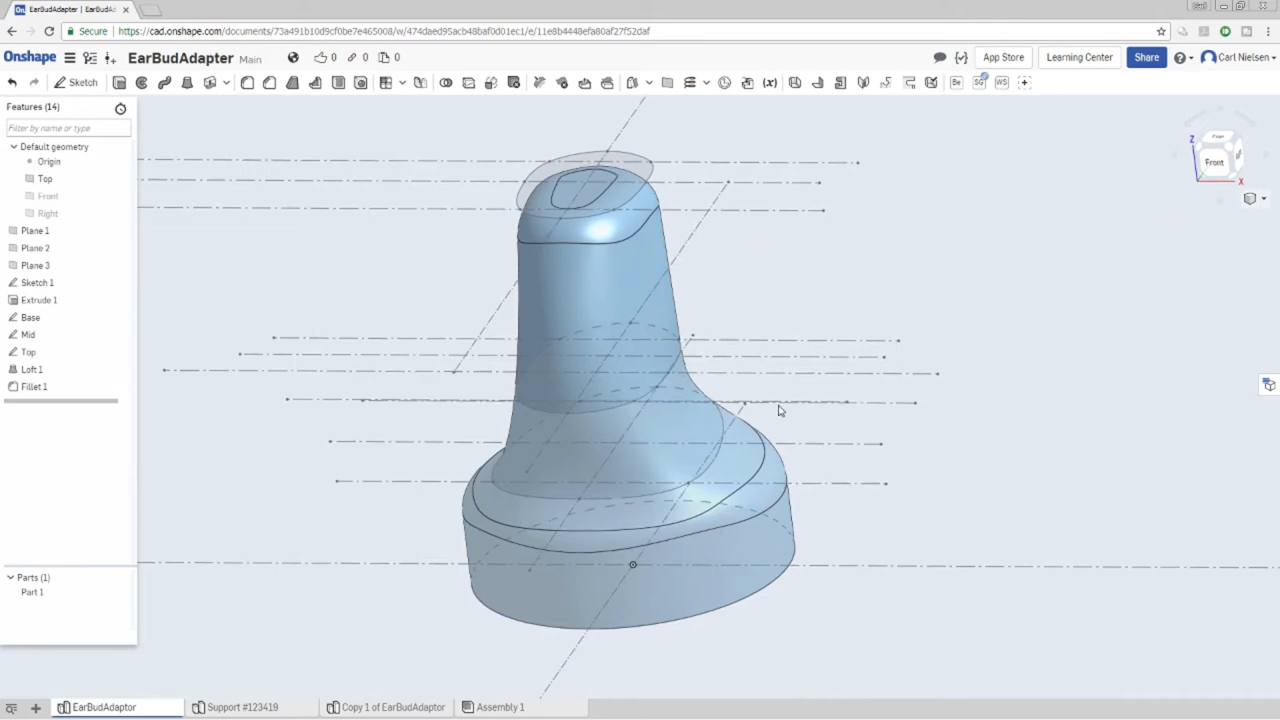 EarBudAdapter | EarBudAd
Secure
https://cad.onshape.com/documents/73a491b10d9cf0be7e465008/w/474daed95acb48baf0d01ec1/e/11e8b4448efa80af27f52daf
Onshape
EarBudAdapter Main
0 0 0
App Store
Learning Center
Share
Carl Nielsen
Sketch
(x)
Be
SG
WS
Features (14)
Filter by name or type
Default geometry
Origin
Top
Front
Right
Plane 1
Plane 2
Plane 3
Sketch 1
Extrude 1
Base
Mid
Top
Loft 1
Fillet 1
Parts (1)
Part 1
Z
Front
X
EarBudAdaptor
Support #123419
Copy 1 of EarBudAdaptor
Assembly 1